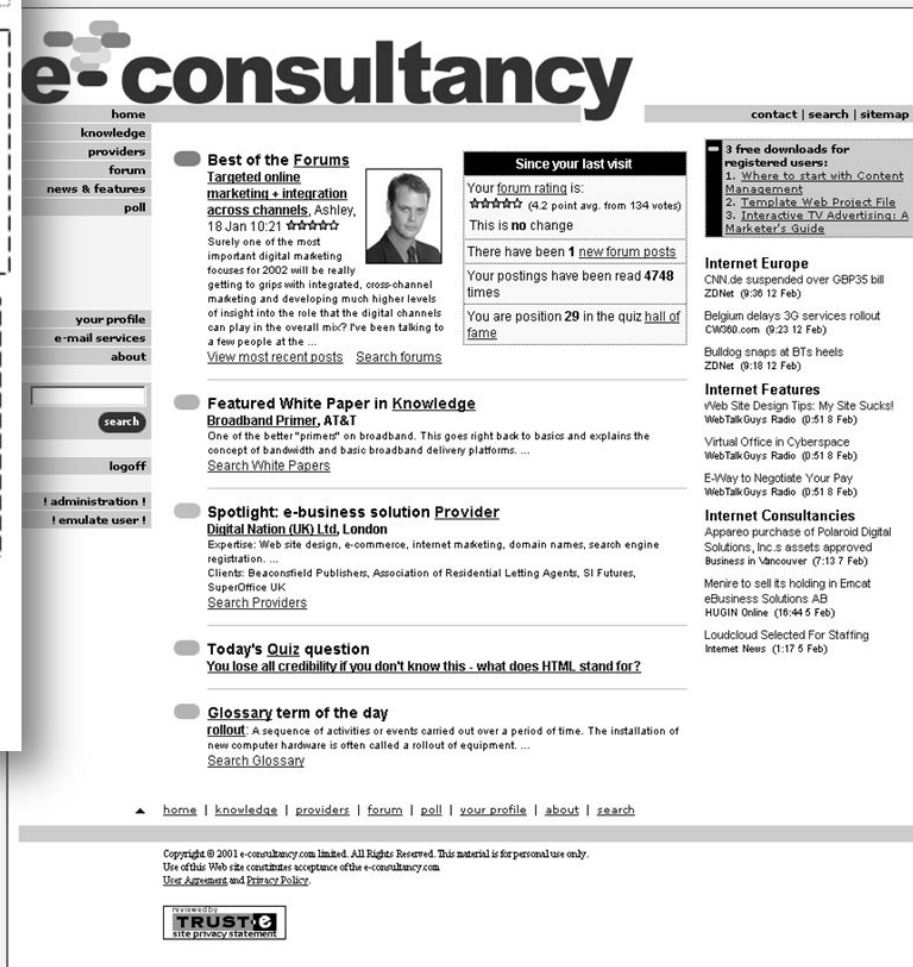 e-consultancy
home
contact | search | sitemap
knowledge
providers
forum
news & features
poll
your profile
e-mail services
about
search
logoff
! administration !
! emulate user !
Best of the Forums
Targeted online
marketing + integration
across channels, Ashley,
18 Jan 10:21 ☆☆☆☆☆
Surely one of the most
important digital marketing
focuses for 2002 will be really
getting to grips with integrated, cross-channel
marketing and developing much higher levels
of insight into the role that the digital channels
can play in the overall mix? I've been talking to
a few people at the ...
View most recent posts Search forums
Since your last visit
Your forum rating is:
☆☆☆☆☆ (4.2 point avg. from 134 votes)
This is no change
There have been 1 new forum posts
Your postings have been read 4748
times
You are position 29 in the quiz hall of
fame
Featured White Paper in Knowledge
Broadband Primer, AT&T
One of the better "primers" on broadband. This goes right back to basics and explains the
concept of bandwidth and basic broadband delivery platforms. ...
Search White Papers
Spotlight: e-business solution Provider
Digital Nation (UK) Ltd, London
Expertise: Web site design, e-commerce, internet marketing, domain names, search engine
registration. ...
Clients: Beaconsfield Publishers, Association of Residential Letting Agents, SI Futures,
SuperOffice UK
Search Providers
Today's Quiz question
You lose all credibility if you don't know this - what does HTML stand for?
Glossary term of the day
rollout: A sequence of activities or events carried out over a period of time. The installation of
new computer hardware is often called a rollout of equipment. ...
Search Glossary
3 free downloads for
registered users:
1. Where to start with Content
Management
2. Template Web Project File
3. Interactive TV Advertising: A
Marketer's Guide
Internet Europe
CNN.de suspended over GBP35 bill
ZDNet (9:36 12 Feb)
Belgium delays 3G services rollout
CW360.com (9:23 12 Feb)
Bulldog snaps at BTs heels
ZDNet (9:18 12 Feb)
Internet Features
Web Site Design Tips: My Site Sucks!
WebTalkGuys Radio (0:51 8 Feb)
Virtual Office in Cyberspace
WebTalkGuys Radio (0:51 8 Feb)
E-Way to Negotiate Your Pay
WebTalkGuys Radio (0:51 8 Feb)
Internet Consultancies
Appareo purchase of Polaroid Digital
Solutions, Inc.s assets approved
Business in Vancouver (7:13 7 Feb)
Menire to sell its holding in Emcat
eBusiness Solutions AB
HUGIN Online (16:44 5 Feb)
Loudcloud Selected For Staffing
Internet News (1:17 5 Feb)
home | knowledge | providers | forum | poll | your profile | about | search
Copyright © 2001 e-consultancy.com limited. All Rights Reserved. This material is for personal use only.
Use of this Web site constitutes acceptance of the e-consultancy.com
User Agreement and Privacy Policy.
reviewed by
TRUSTe
site privacy statement